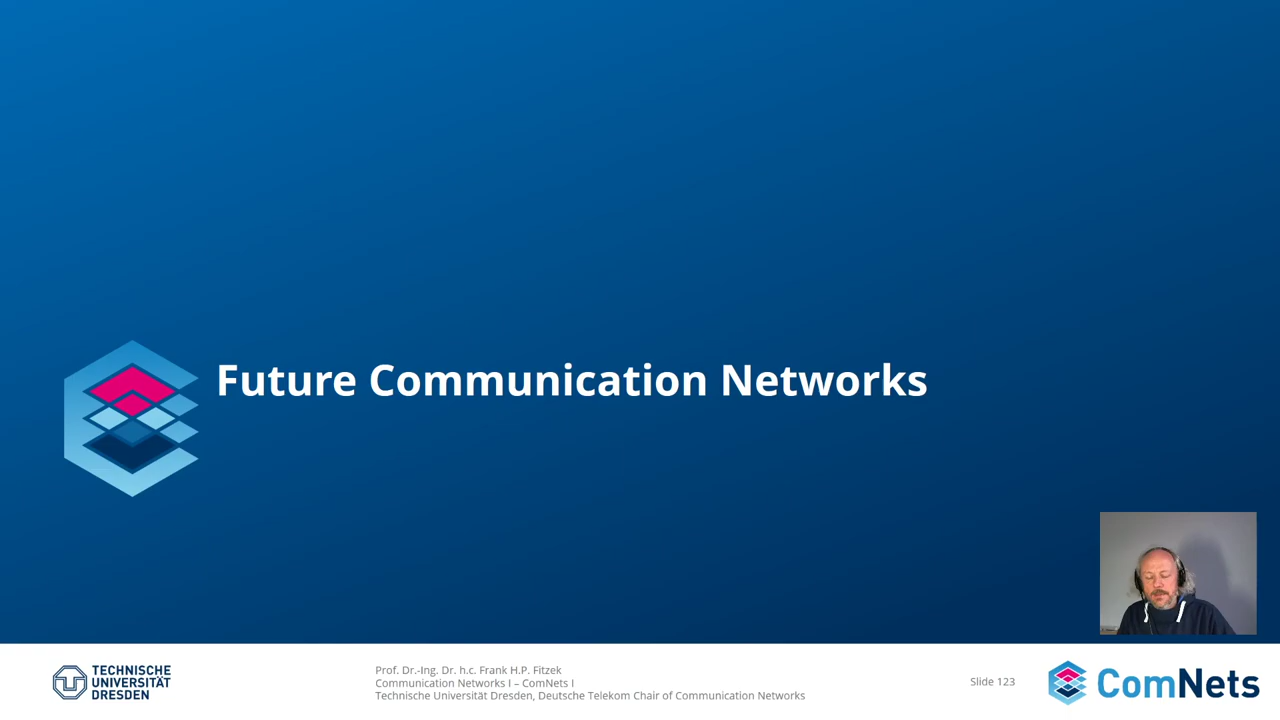 Future Communication Networks
TECHNISCHE
UNIVERSITÄT
DRESDEN
Prof. Dr.-Ing. Dr. h.c. Frank H.P. Fitzek
Communication Networks I – ComNets I
Technische Universität Dresden, Deutsche Telekom Chair of Communication Networks
Slide 123
ComNets